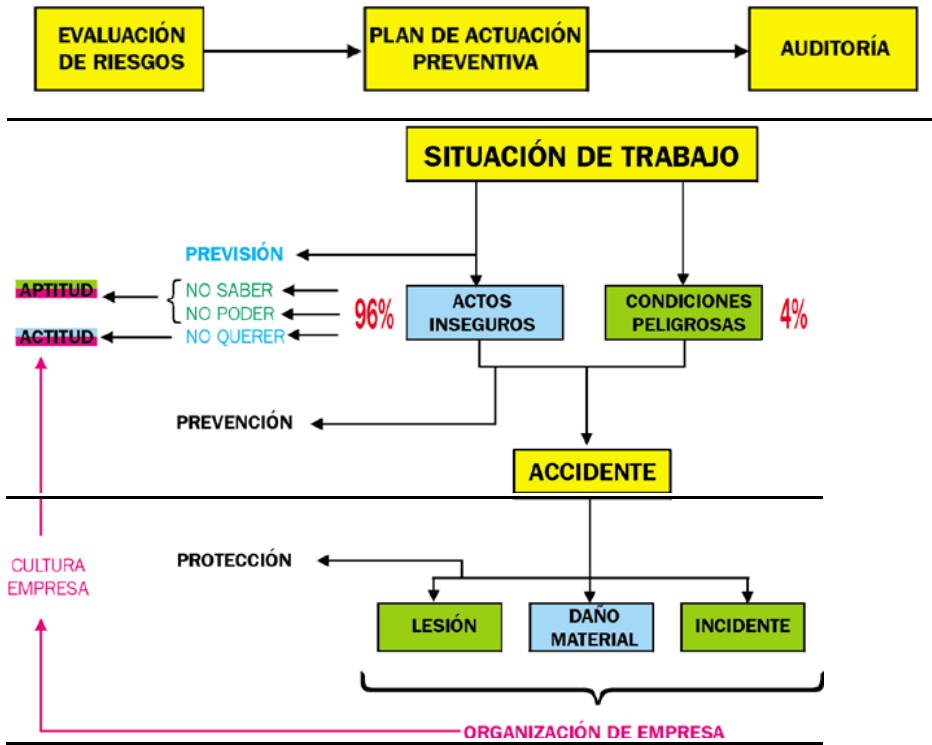 EVALUACIÓN
DE RIESGOS
PLAN DE ACTUACIÓN
PREVENTIVA
AUDITORÍA
SITUACIÓN DE TRABAJO
PREVISIÓN
APTITUD
NO SABER
NO PODER
ACTITUD
NO QUERER
96%
ACTOS
INSEGUROS
CONDICIONES
PELIGROSAS
4%
PREVENCIÓN
ACCIDENTE
CULTURA
EMPRESA
PROTECCIÓN
LESIÓN
DAÑO
MATERIAL
INCIDENTE
ORGANIZACIÓN DE EMPRESA